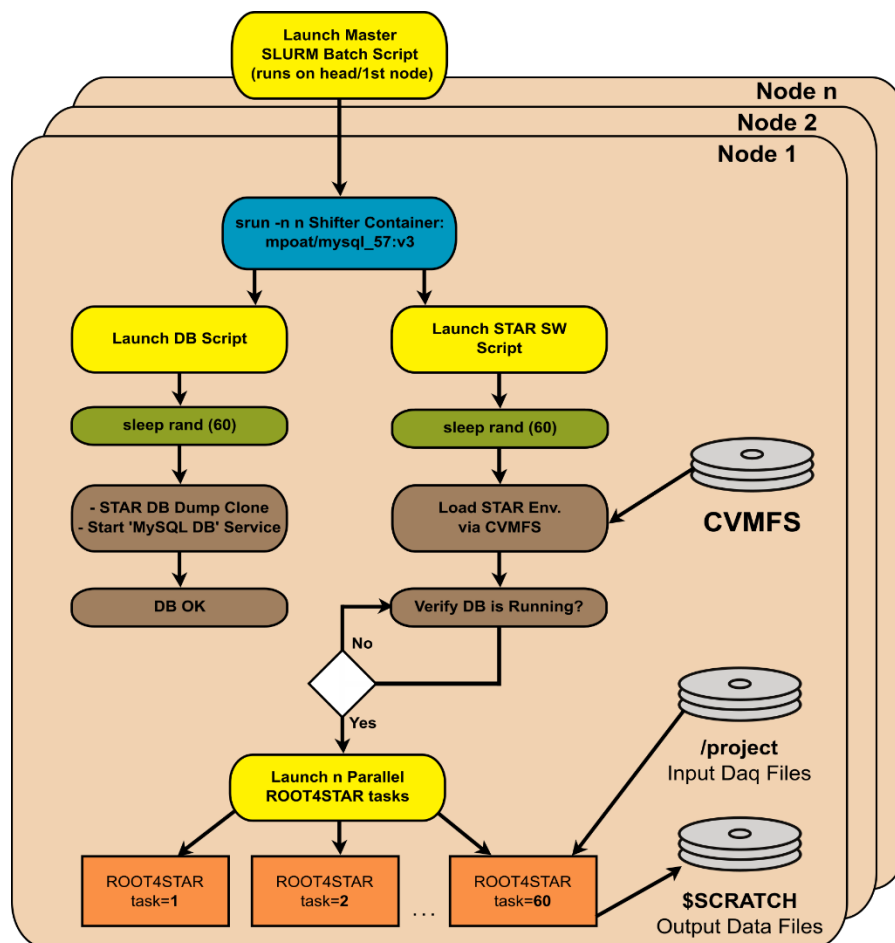 Launch Master
SLURM Batch Script
(runs on head/1st node)
Node n
Node 2
Node 1
srun -n n Shifter Container:
mpoat/mysql_57:v3
Launch DB Script
Launch STAR SW
Script
sleep rand (60)
sleep rand (60)
- STAR DB Dump Clone
- Start 'MySQL DB' Service
Load STAR Env.
via CVMFS
CVMFS
DB OK
Verify DB is Running?
No
Yes
Launch n Parallel
ROOT4STAR tasks
/project
Input Daq Files
ROOT4STAR
task=1
ROOT4STAR
task=2
...
ROOT4STAR
task=60
$SCRATCH
Output Data Files